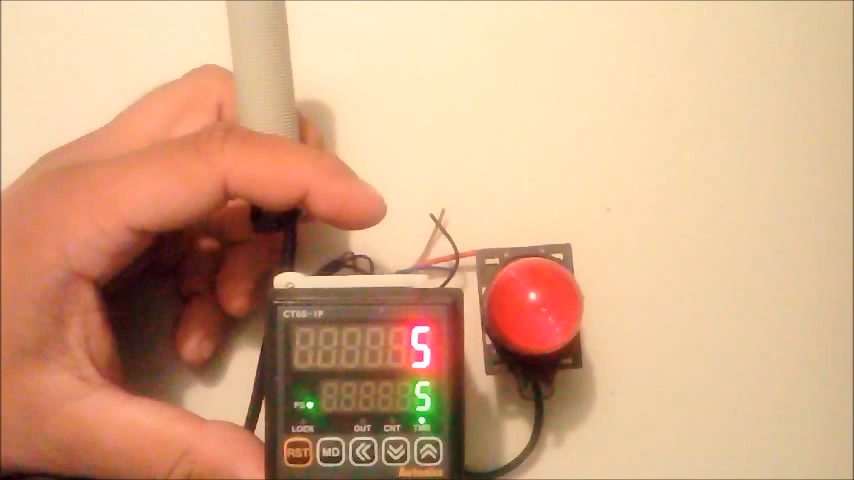 CT6S-1P
5
PS 5
LOCK OUT CNT TMR
RST MD
Autonics